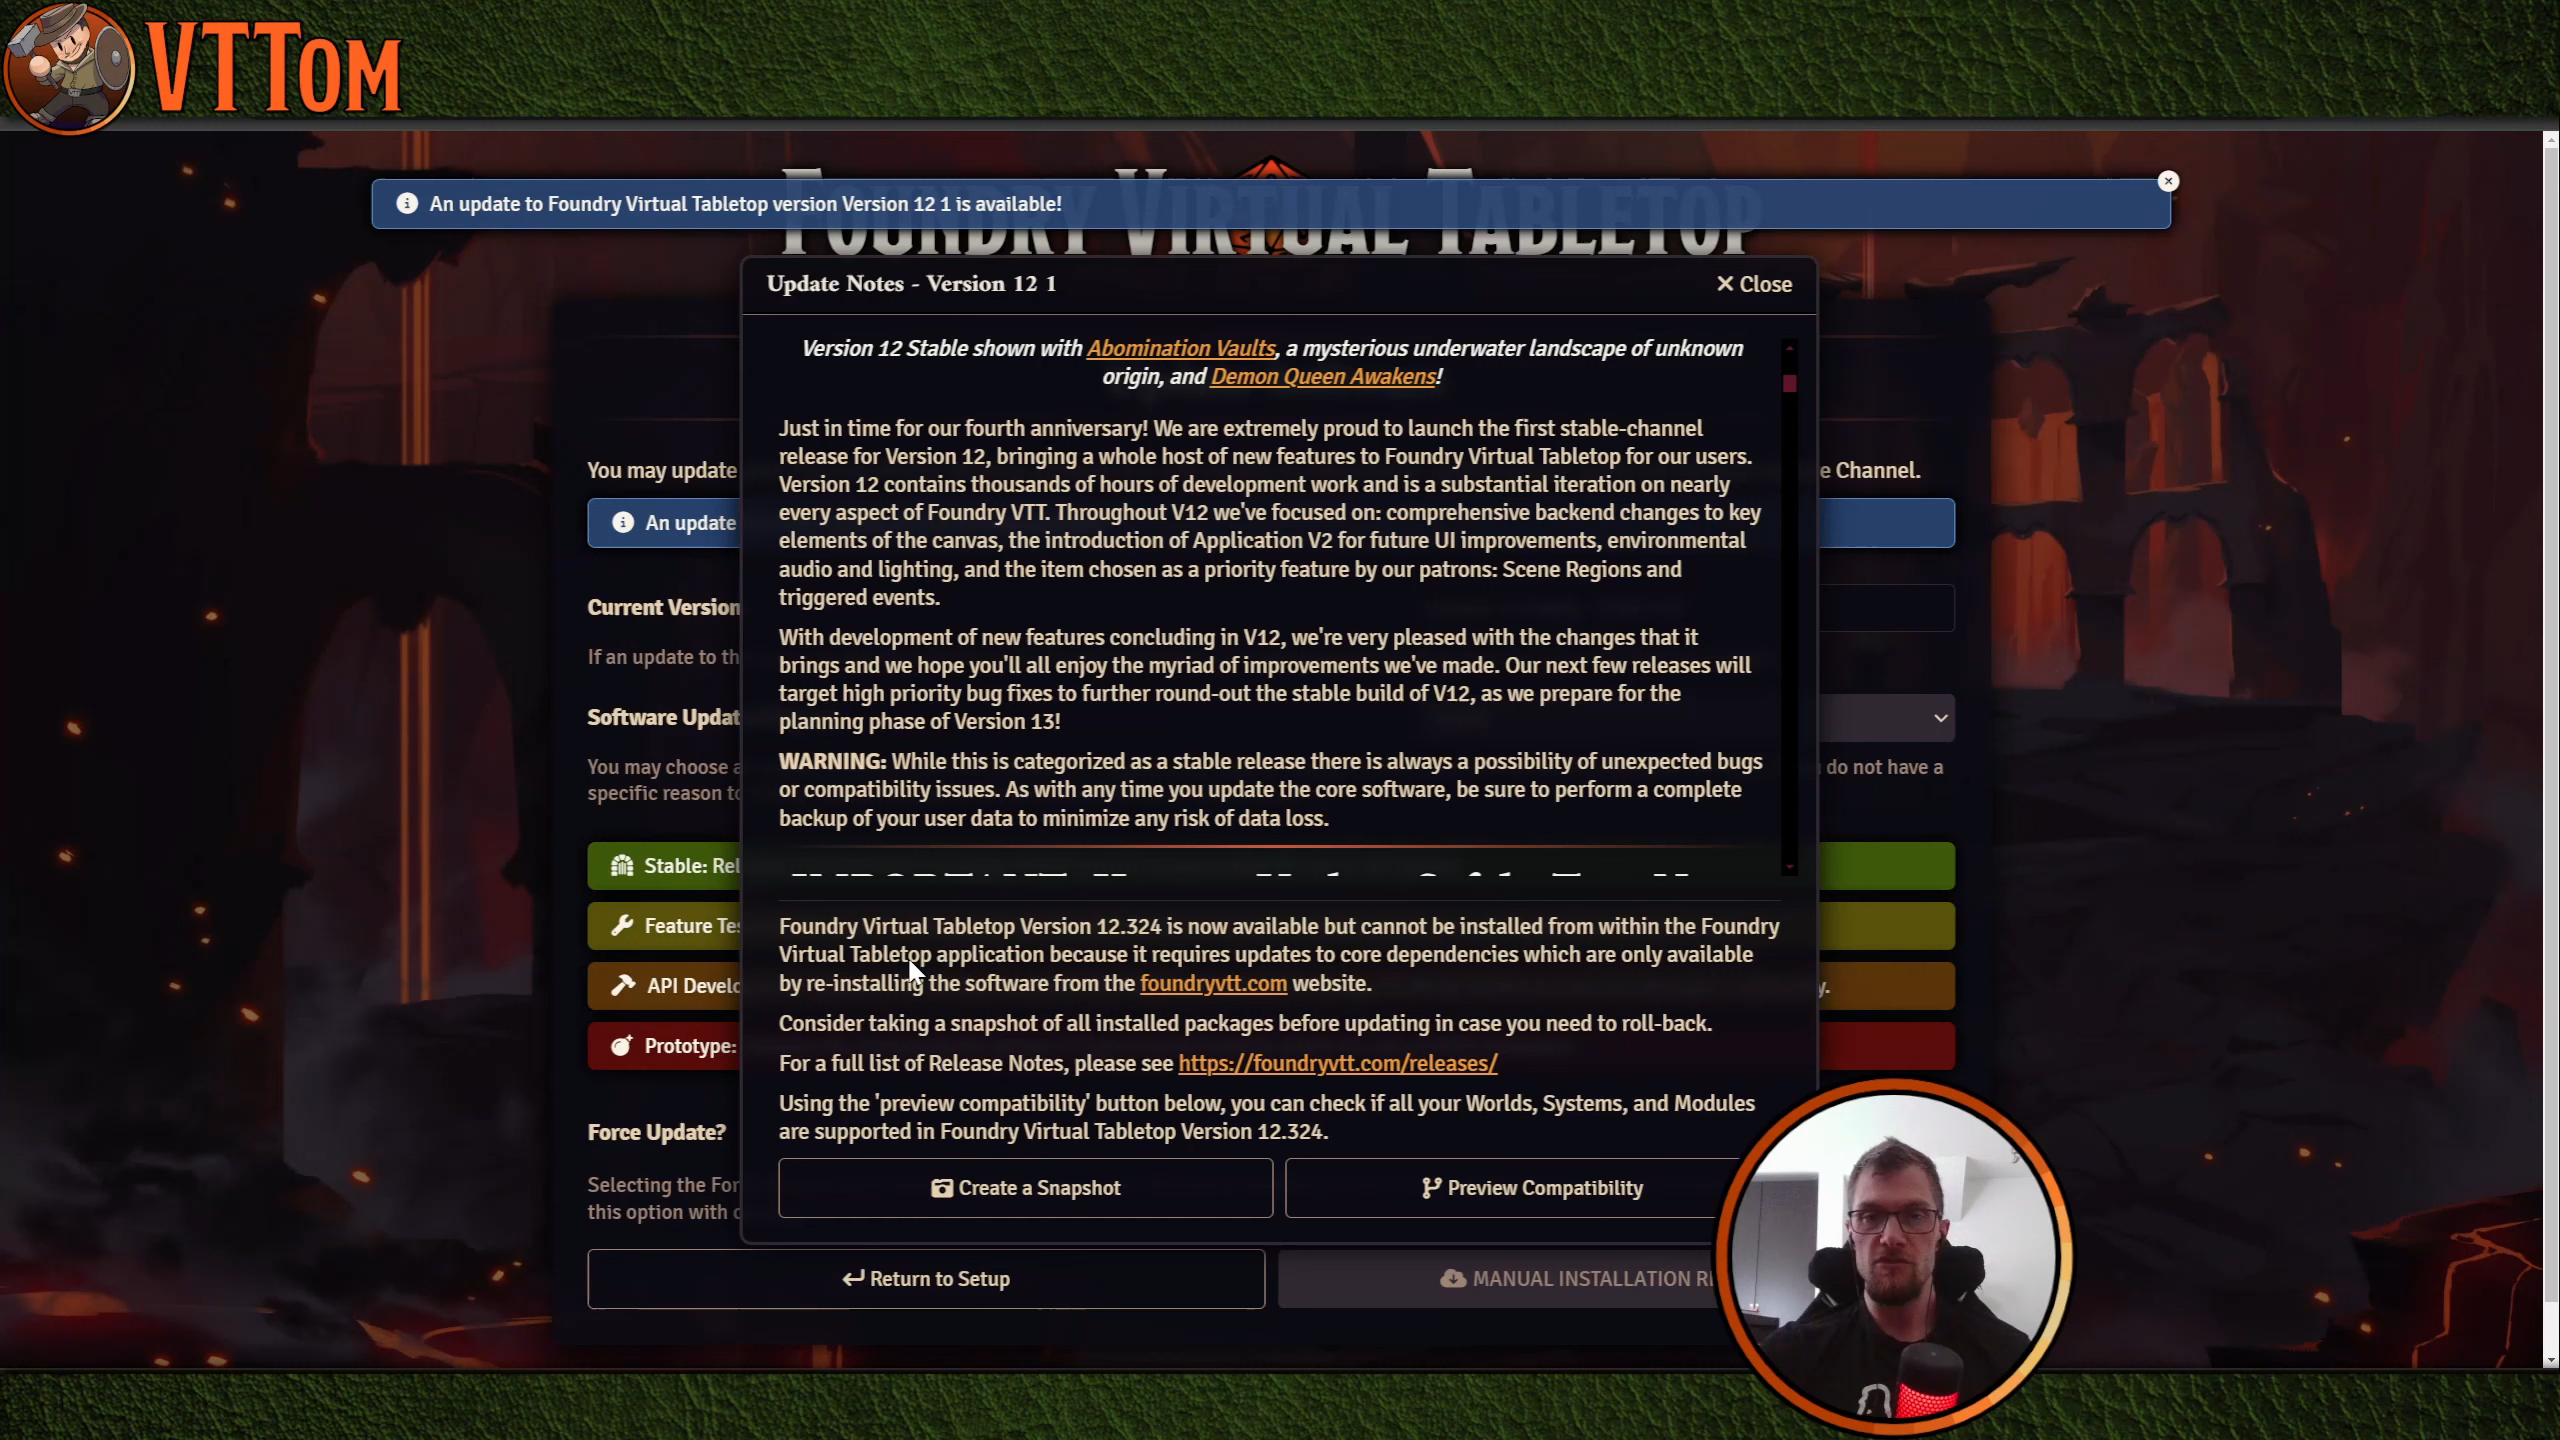 VTTOM
FOUNDRY VIRTUAL TABLETOP
An update to Foundry Virtual Tabletop version Version 12 1 is available!
Update Notes - Version 12 1
Close
Version 12 Stable shown with Abomination Vaults, a mysterious underwater landscape of unknown
origin, and Demon Queen Awakens!
Just in time for our fourth anniversary! We are extremely proud to launch the first stable-channel
release for Version 12, bringing a whole host of new features to Foundry Virtual Tabletop for our users.
Version 12 contains thousands of hours of development work and is a substantial iteration on nearly
every aspect of Foundry VTT. Throughout V12 we've focused on: comprehensive backend changes to key
elements of the canvas, the introduction of Application V2 for future UI improvements, environmental
audio and lighting, and the item chosen as a priority feature by our patrons: Scene Regions and
triggered events.
With development of new features concluding in V12, we're very pleased with the changes that it
brings and we hope you'll all enjoy the myriad of improvements we've made. Our next few releases will
target high priority bug fixes to further round-out the stable build of V12, as we prepare for the
planning phase of Version 13!
WARNING: While this is categorized as a stable release there is always a possibility of unexpected bugs
or compatibility issues. As with any time you update the core software, be sure to perform a complete
backup of your user data to minimize any risk of data loss.
Foundry Virtual Tabletop Version 12.324 is now available but cannot be installed from within the Foundry
Virtual Tabletop application because it requires updates to core dependencies which are only available
by re-installing the software from the foundryvtt.com website.
Consider taking a snapshot of all installed packages before updating in case you need to roll-back.
For a full list of Release Notes, please see https://foundryvtt.com/releases/
Using the 'preview compatibility' button below, you can check if all your Worlds, Systems, and Modules
are supported in Foundry Virtual Tabletop Version 12.324.
Create a Snapshot
Preview Compatibility
You may update
e Channel.
An update
Current Version
If an update to th
Software Updat
You may choose a
do not have a
specific reason to
Stable: Rel
Feature Tes
API Develo
y.
Prototype:
Force Update?
Selecting the For
this option with c
Return to Setup
MANUAL INSTALLATION R